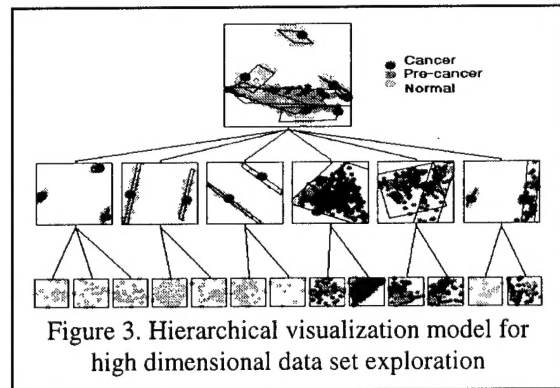 Cancer
Pre-cancer
Normal
Figure 3. Hierarchical visualization model for
high dimensional data set exploration